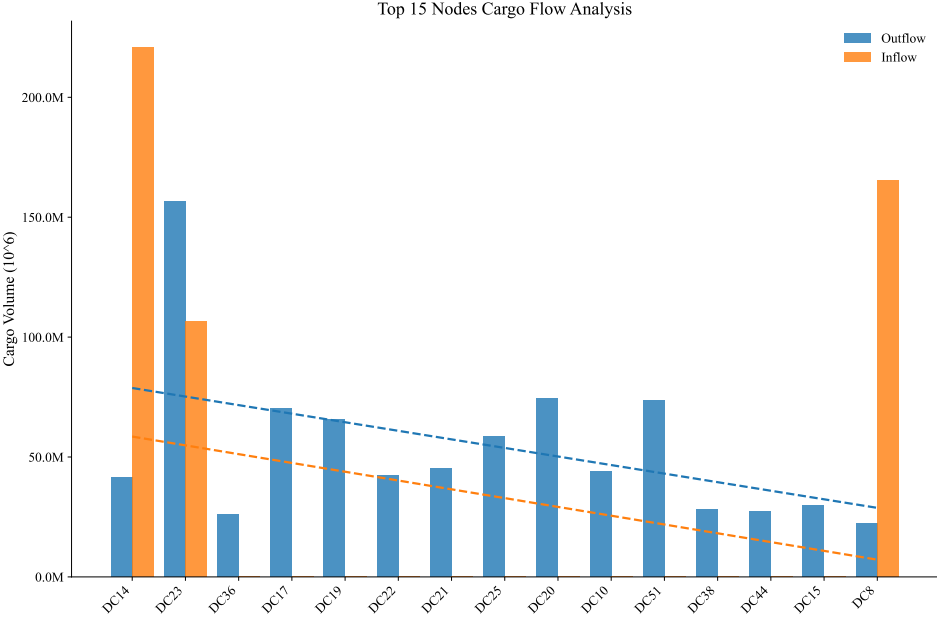 Top 15 Nodes Cargo Flow Analysis
Outflow
Inflow
Cargo Volume (10^6)
200.0M
150.0M
100.0M
50.0M
0.0M
DC14
DC23
DC36
DC17
DC19
DC22
DC21
DC25
DC20
DC10
DC51
DC38
DC44
DC15
DC8